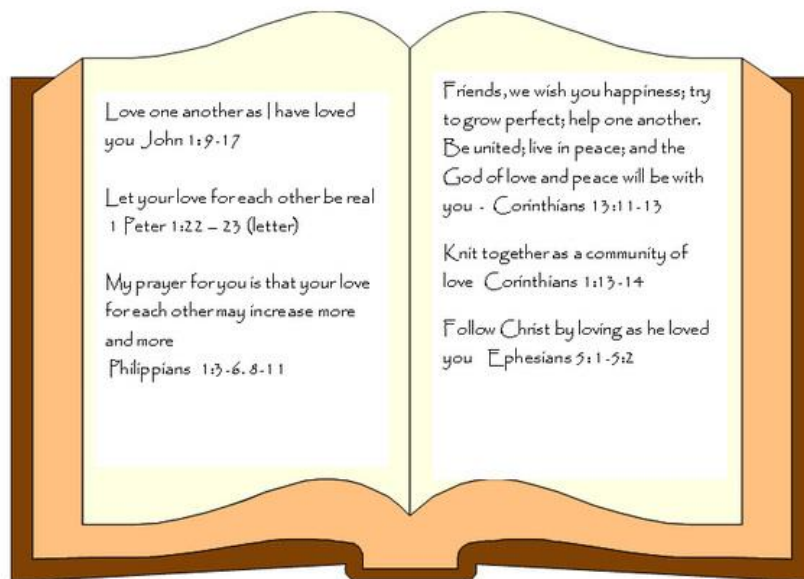 Love one another as I have loved
you John 1:9-17
Let your love for each other be real
1 Peter 1:22 – 23 (letter)
My prayer for you is that your love
for each other may increase more
and more
Philippians 1:3-6. 8-11
Friends, we wish you happiness; try
to grow perfect; help one another.
Be united; live in peace; and the
God of love and peace will be with
you - Corinthians 13:11-13
Knit together as a community of
love Corinthians 1:13-14
Follow Christ by loving as he loved
you Ephesians 5:1-5:2